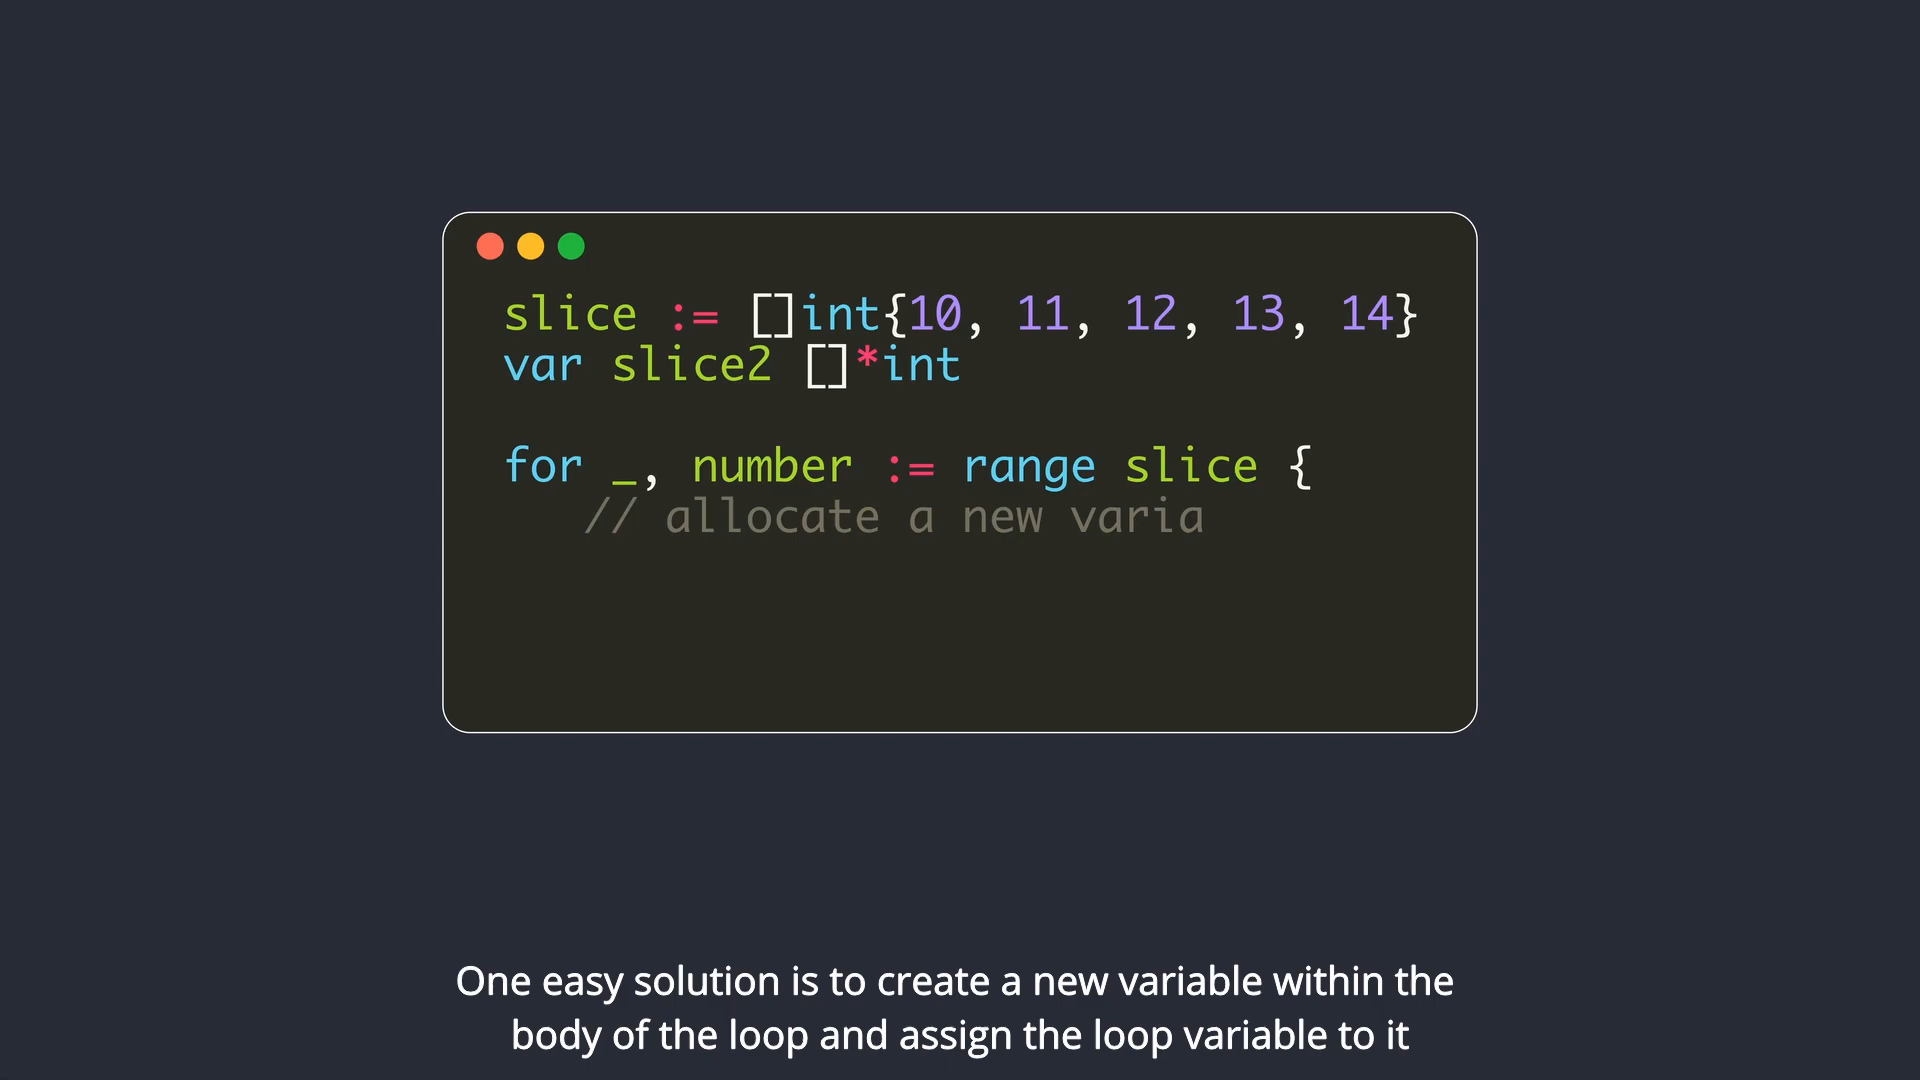 slice := []int{10, 11, 12, 13, 14}
var slice2 []*int
for _, number := range slice {
// allocate a new varia
One easy solution is to create a new variable within the
body of the loop and assign the loop variable to it